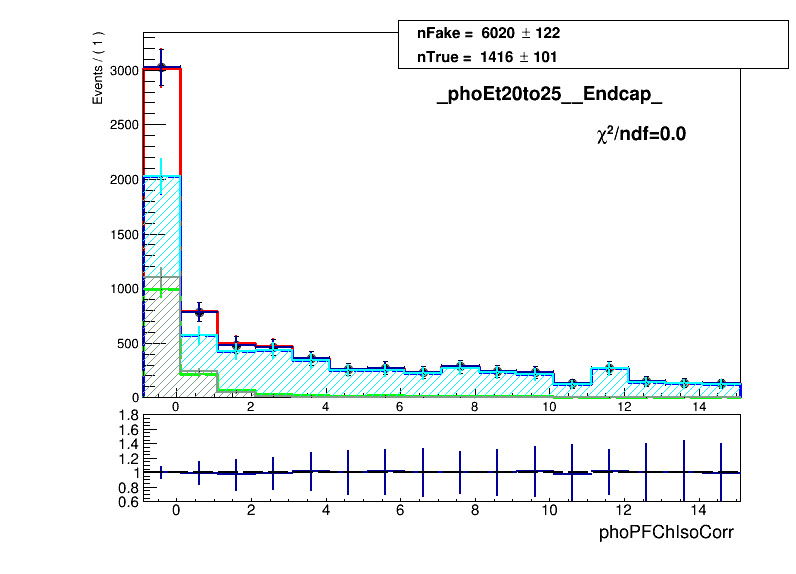 nFake = 6020 ± 122
nTrue = 1416 ± 101
_phoEt20to25__Endcap_
χ²/ndf=0.0
Events / ( 1 )
3000
2500
2000
1500
1000
500
0
0 2 4 6 8 10 12 14
1.8
1.6
1.4
1.2
1
0.8
0.6
0 2 4 6 8 10 12 14
phoPFChIsoCorr